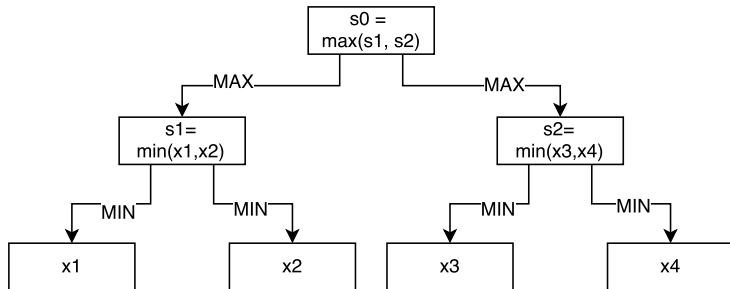 s0 =
max(s1, s2)
MAX
MAX
s1=
min(x1,x2)
s2=
min(x3,x4)
MIN
MIN
MIN
MIN
x1
x2
x3
x4